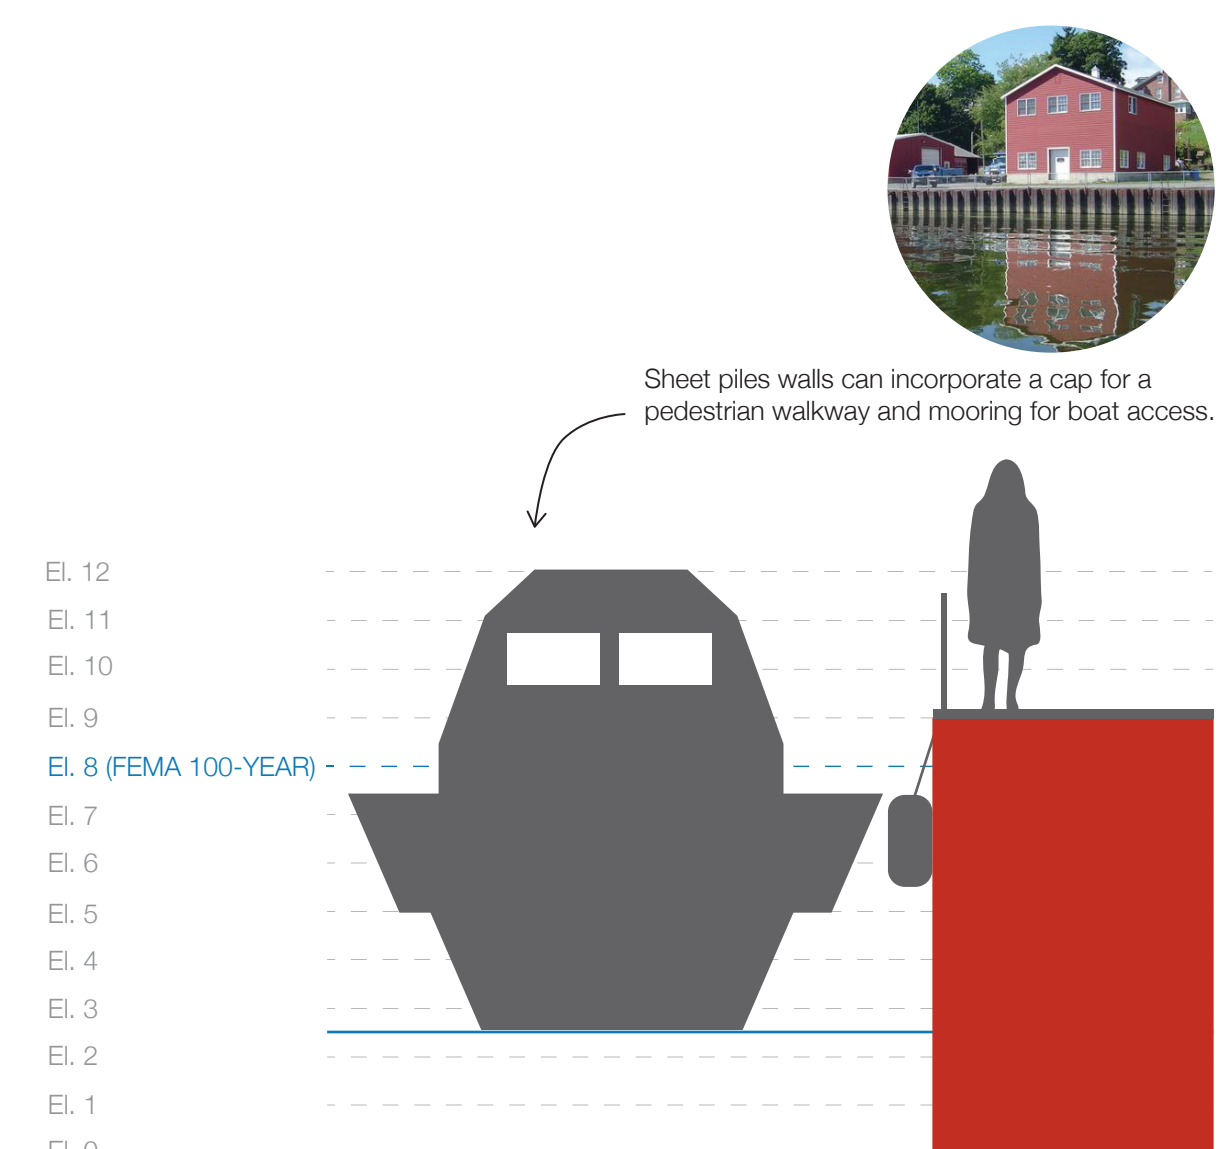 Sheet piles walls can incorporate a cap for a
pedestrian walkway and mooring for boat access.
El. 12
El. 11
El. 10
El. 9
El. 8 (FEMA 100-YEAR)
El. 7
El. 6
El. 5
El. 4
El. 3
El. 2
El. 1